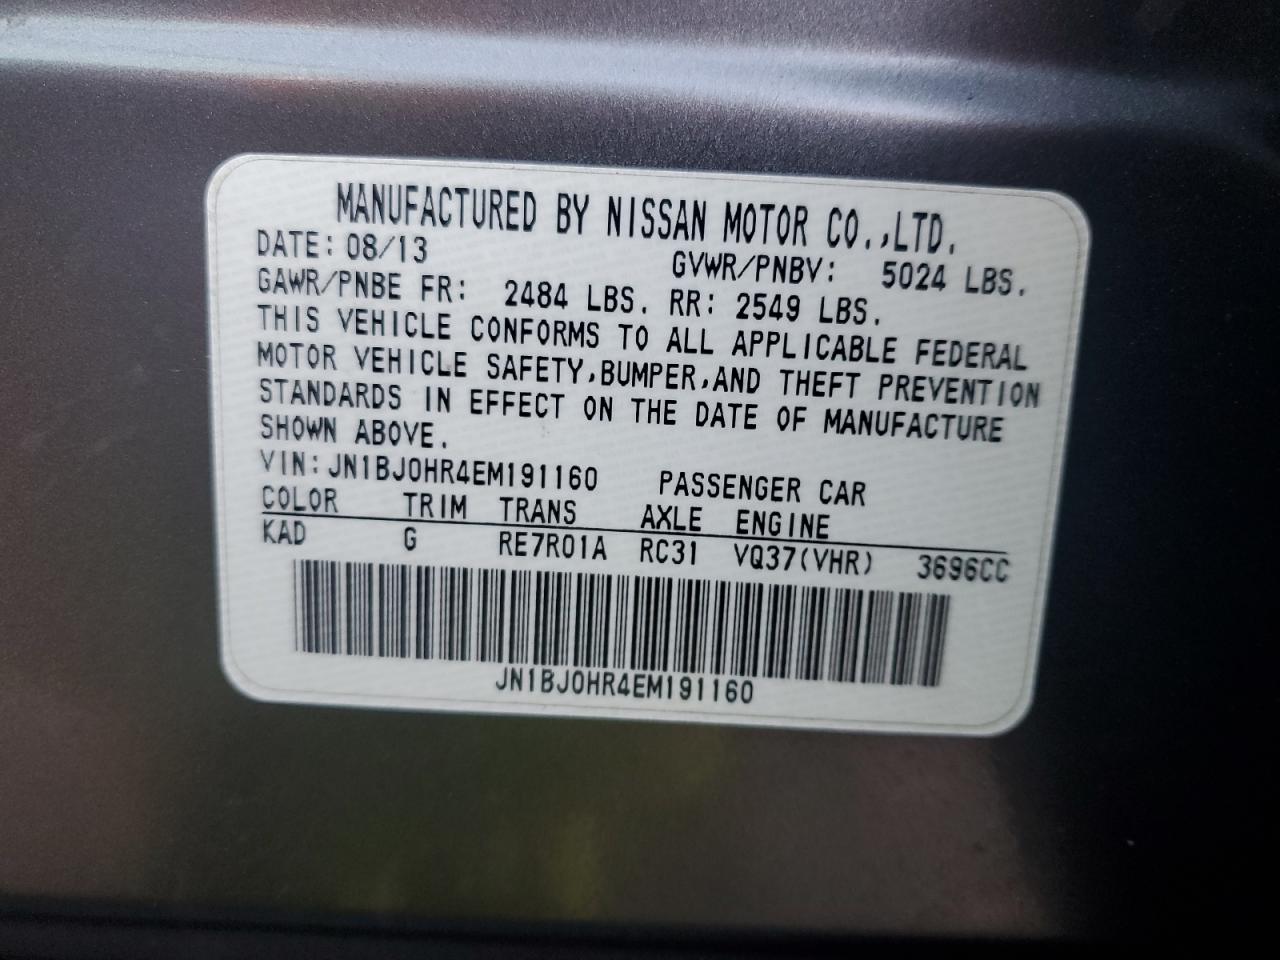 MANUFACTURED BY NISSAN MOTOR CO.,LTD.
DATE: 08/13 GVWR/PNBV: 5024 LBS.
GAWR/PNBE FR: 2484 LBS. RR: 2549 LBS.
THIS VEHICLE CONFORMS TO ALL APPLICABLE FEDERAL
MOTOR VEHICLE SAFETY,BUMPER,AND THEFT PREVENTION
STANDARDS IN EFFECT ON THE DATE OF MANUFACTURE
SHOWN ABOVE.
VIN: JN1BJ0HR4EM191160 PASSENGER CAR
COLOR TRIM TRANS AXLE ENGINE
KAD G RE7R01A RC31 VQ37(VHR) 3696CC
JN1BJ0HR4EM191160